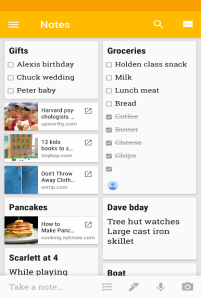 Notes
Gifts
Alexis birthday
Chuck wedding
Peter baby
Harvard psy-
chologists ...
upworthy.com
13 kids
books to s...
tinybop.com
Don't Throw
Away Cloth...
wimp.com
Groceries
Holden class snack
Milk
Lunch meat
Bread
Coffee
Butter
Cheese
Chips
Pancakes
How to
Make Panc...
cooking.nytimes.com
Scarlett at 4
While playing
Dave bday
Tree hut watches
Large cast iron
skillet
Boat
Take a note...